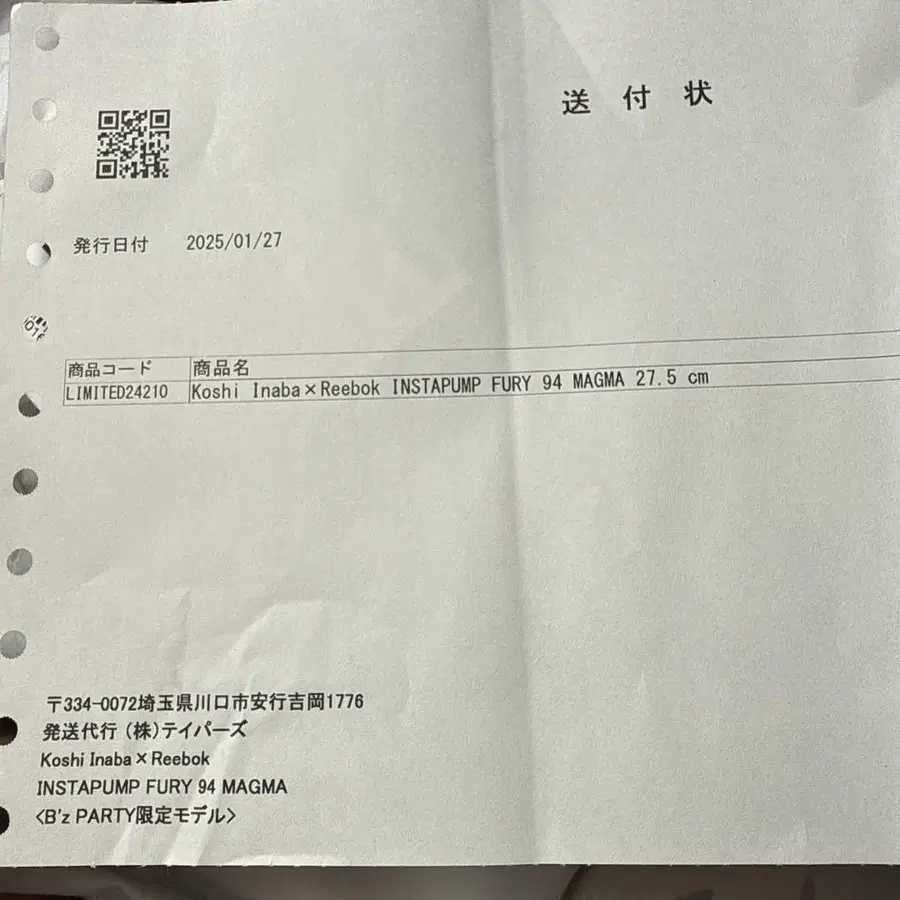 送付状
発行日付 2025/01/27
商品コード 商品名
LIMITED24210 Koshi Inaba×Reebok INSTAPUMP FURY 94 MAGMA 27.5 cm
〒334-0072埼玉県川口市安行吉岡1776
発送代行(株)テイパーズ
Koshi Inaba×Reebok
INSTAPUMP FURY 94 MAGMA
<B'z PARTY限定モデル>